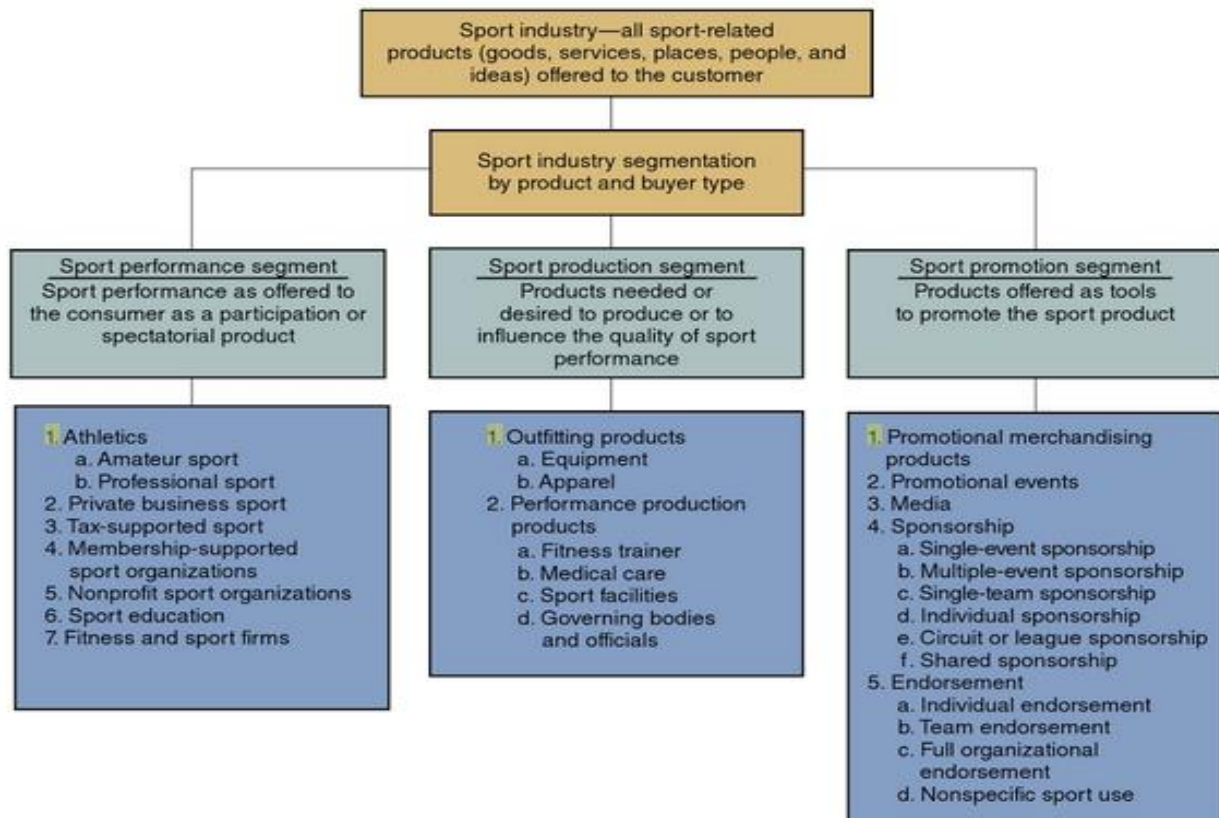 Sport industry—all sport-related
products (goods, services, places, people, and
ideas) offered to the customer
Sport industry segmentation
by product and buyer type
Sport performance segment
Sport performance as offered to
the consumer as a participation or
spectatorial product
Sport production segment
Products needed or
desired to produce or to
influence the quality of sport
performance
Sport promotion segment
Products offered as tools
to promote the sport product
1. Athletics
a. Amateur sport
b. Professional sport
2. Private business sport
3. Tax-supported sport
4. Membership-supported
sport organizations
5. Nonprofit sport organizations
6. Sport education
7. Fitness and sport firms
1. Outfitting products
a. Equipment
b. Apparel
2. Performance production
products
a. Fitness trainer
b. Medical care
c. Sport facilities
d. Governing bodies
and officials
1. Promotional merchandising
products
2. Promotional events
3. Media
4. Sponsorship
a. Single-event sponsorship
b. Multiple-event sponsorship
c. Single-team sponsorship
d. Individual sponsorship
e. Circuit or league sponsorship
f. Shared sponsorship
5. Endorsement
a. Individual endorsement
b. Team endorsement
c. Full organizational
endorsement
d. Nonspecific sport use